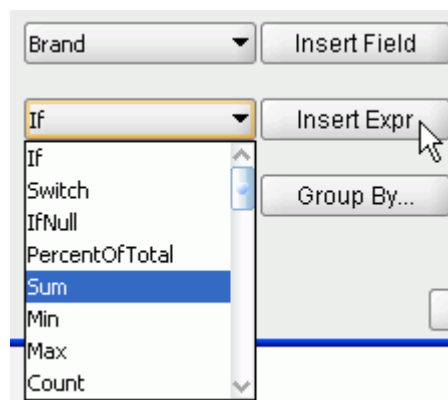 Brand Insert Field
If Insert Expr
If
Switch
IfNull
Group By...
PercentOfTotal
Sum
Min
Max
Count